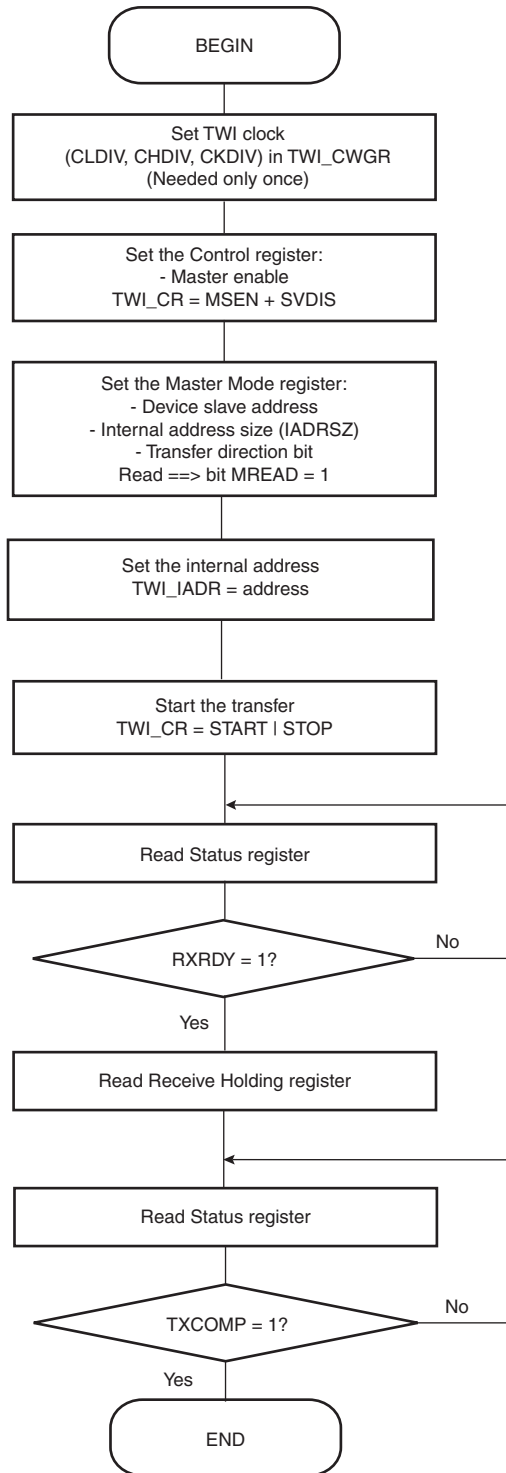 BEGIN
Set TWI clock
(CLDIV, CHDIV, CKDIV) in TWI_CWGR
(Needed only once)
Set the Control register:
- Master enable
TWI_CR = MSEN + SVDIS
Set the Master Mode register:
- Device slave address
- Internal address size (IADRSZ)
- Transfer direction bit
Read ==> bit MREAD = 1
Set the internal address
TWI_IADR = address
Start the transfer
TWI_CR = START | STOP
Read Status register
RXRDY = 1?
No
Yes
Read Receive Holding register
Read Status register
TXCOMP = 1?
No
Yes
END